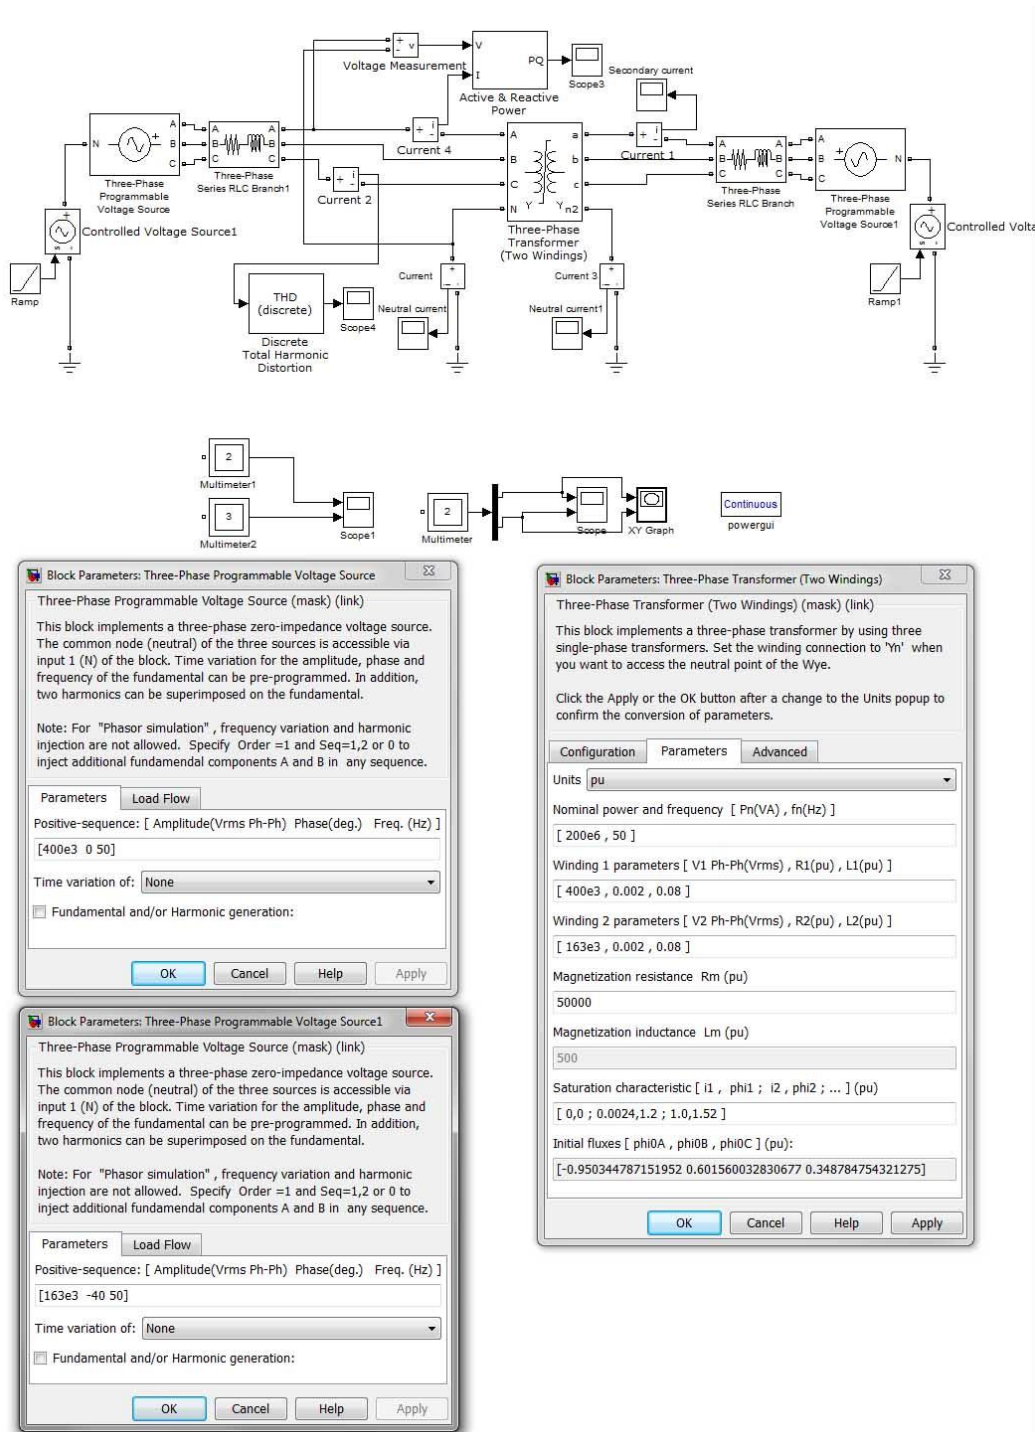 +
-
v
Voltage Measurement
V
I
PQ
Active & Reactive
Power
Scope3
Secondary current
N
A
B
C
Three-Phase
Programmable
Voltage Source
A
B
C
A
B
C
Three-Phase
Series RLC Branch1
+
i
-
Current 4
+
i
-
Current 2
A
B
C
N
a
b
c
n2
Y
Y
Three-Phase
Transformer
(Two Windings)
+
i
-
Current 1
A
B
C
A
B
C
Three-Phase
Series RLC Branch
A
B
C
N
Three-Phase
Programmable
Voltage Source1
Controlled Voltage Source1
Ramp
THD
(discrete)
Discrete
Total Harmonic
Distortion
Scope4
Current
Neutral current
Current 3
Neutral current1
Controlled Volta
Ramp1
2
Multimeter1
3
Multimeter2
Scope1
2
Multimeter
Scope
XY Graph
Continuous
powergui
Block Parameters: Three-Phase Programmable Voltage Source
Three-Phase Programmable Voltage Source (mask) (link)
This block implements a three-phase zero-impedance voltage source.
The common node (neutral) of the three sources is accessible via
input 1 (N) of the block. Time variation for the amplitude, phase and
frequency of the fundamental can be pre-programmed. In addition,
two harmonics can be superimposed on the fundamental.
Note: For "Phasor simulation" , frequency variation and harmonic
injection are not allowed. Specify Order =1 and Seq=1,2 or 0 to
inject additional fundamendal components A and B in any sequence.
Parameters Load Flow
Positive-sequence: [ Amplitude(Vrms Ph-Ph) Phase(deg.) Freq. (Hz) ]
[400e3 0 50]
Time variation of: None
Fundamental and/or Harmonic generation:
OK Cancel Help Apply
Block Parameters: Three-Phase Programmable Voltage Source1
Three-Phase Programmable Voltage Source (mask) (link)
This block implements a three-phase zero-impedance voltage source.
The common node (neutral) of the three sources is accessible via
input 1 (N) of the block. Time variation for the amplitude, phase and
frequency of the fundamental can be pre-programmed. In addition,
two harmonics can be superimposed on the fundamental.
Note: For "Phasor simulation" , frequency variation and harmonic
injection are not allowed. Specify Order =1 and Seq=1,2 or 0 to
inject additional fundamendal components A and B in any sequence.
Parameters Load Flow
Positive-sequence: [ Amplitude(Vrms Ph-Ph) Phase(deg.) Freq. (Hz) ]
[163e3 -40 50]
Time variation of: None
Fundamental and/or Harmonic generation:
OK Cancel Help Apply
Block Parameters: Three-Phase Transformer (Two Windings)
Three-Phase Transformer (Two Windings) (mask) (link)
This block implements a three-phase transformer by using three
single-phase transformers. Set the winding connection to 'Yn' when
you want to access the neutral point of the Wye.
Click the Apply or the OK button after a change to the Units popup to
confirm the conversion of parameters.
Configuration Parameters Advanced
Units pu
Nominal power and frequency [ Pn(VA) , fn(Hz) ]
[ 200e6 , 50 ]
Winding 1 parameters [ V1 Ph-Ph(Vrms) , R1(pu) , L1(pu) ]
[ 400e3 , 0.002 , 0.08 ]
Winding 2 parameters [ V2 Ph-Ph(Vrms) , R2(pu) , L2(pu) ]
[ 163e3 , 0.002 , 0.08 ]
Magnetization resistance Rm (pu)
50000
Magnetization inductance Lm (pu)
500
Saturation characteristic [ i1 , phi1 ; i2 , phi2 ; ... ] (pu)
[ 0,0 ; 0.0024,1.2 ; 1.0,1.52 ]
Initial fluxes [ phi0A , phi0B , phi0C ] (pu):
[-0.950344787151952 0.601560032830677 0.348784754321275]
OK Cancel Help Apply